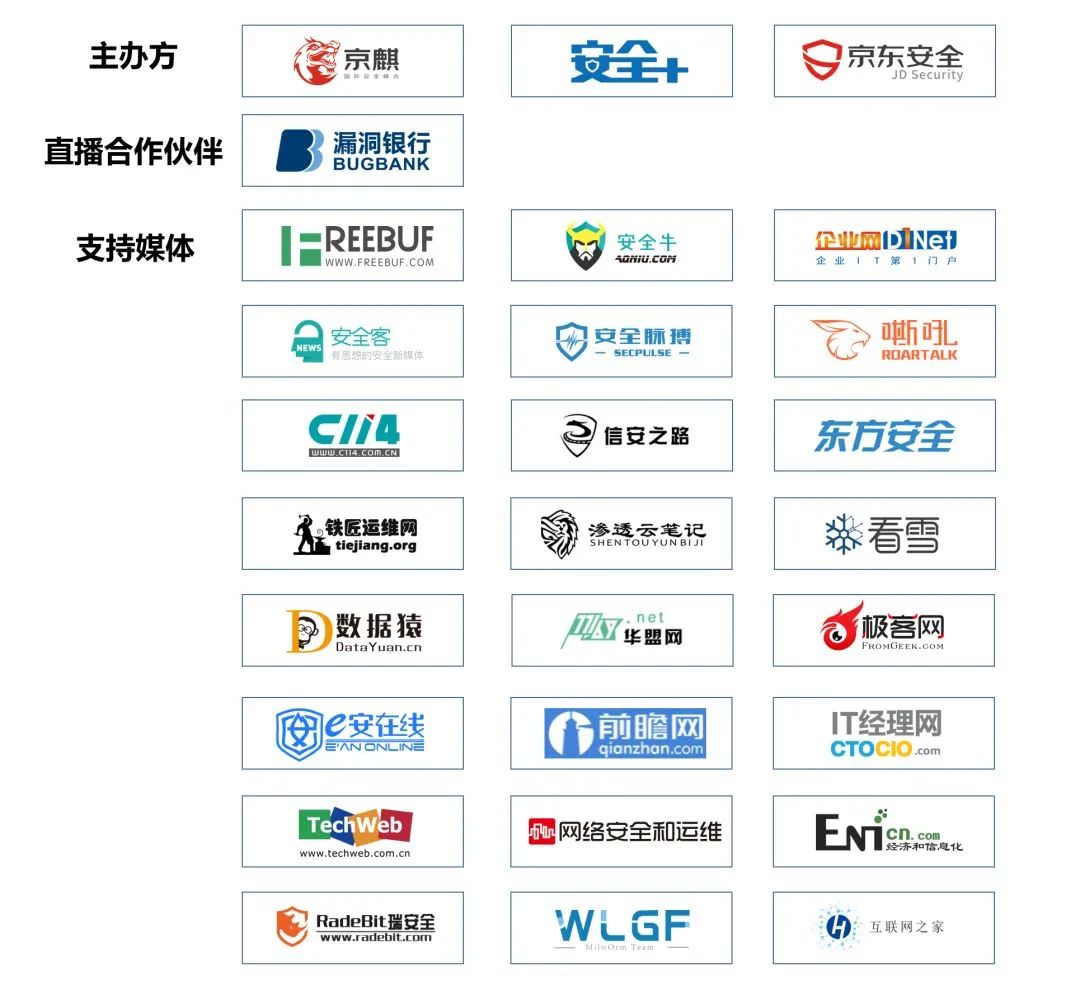 主办方
京麒
国际安全峰会
安全+
京东安全
JD Security
直播合作伙伴
漏洞银行
BUGBANK
支持媒体
FREEBUF
WWW.FREEBUF.COM
安全牛
AQNIU.COM
企业网D1Net
企业IT第1门户
NEWS
安全客
有思想的安全新媒体
安全脉搏
SECPULSE
嘶吼
ROARTALK
C114
WWW.C114.COM.CN
信安之路
东方安全
铁匠运维网
tiejiang.org
渗透云笔记
SHENTOUYUNBIJI
看雪
数据猿
DataYuan.cn
.net
华盟网
极客网
FROMGEEK.COM
e安在线
E'AN ONLINE
前瞻网
qianzhan.com
IT经理网
CTOCIO.com
TechWeb
www.techweb.com.cn
网络安全和运维
ENIcn.com
经济和信息化
RadeBit瑞安全
www.radebit.com
WLGF
Milw0rm Team
H
互联网之家